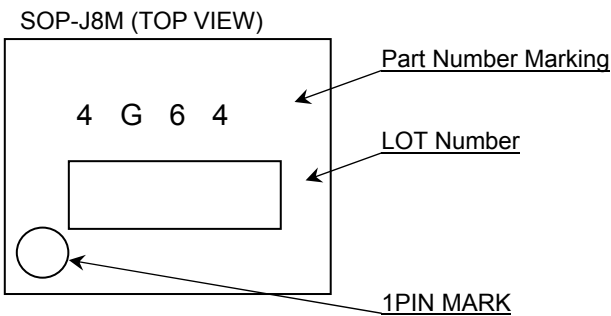 SOP-J8M (TOP VIEW)
Part Number Marking
4 G 6 4
LOT Number
1PIN MARK